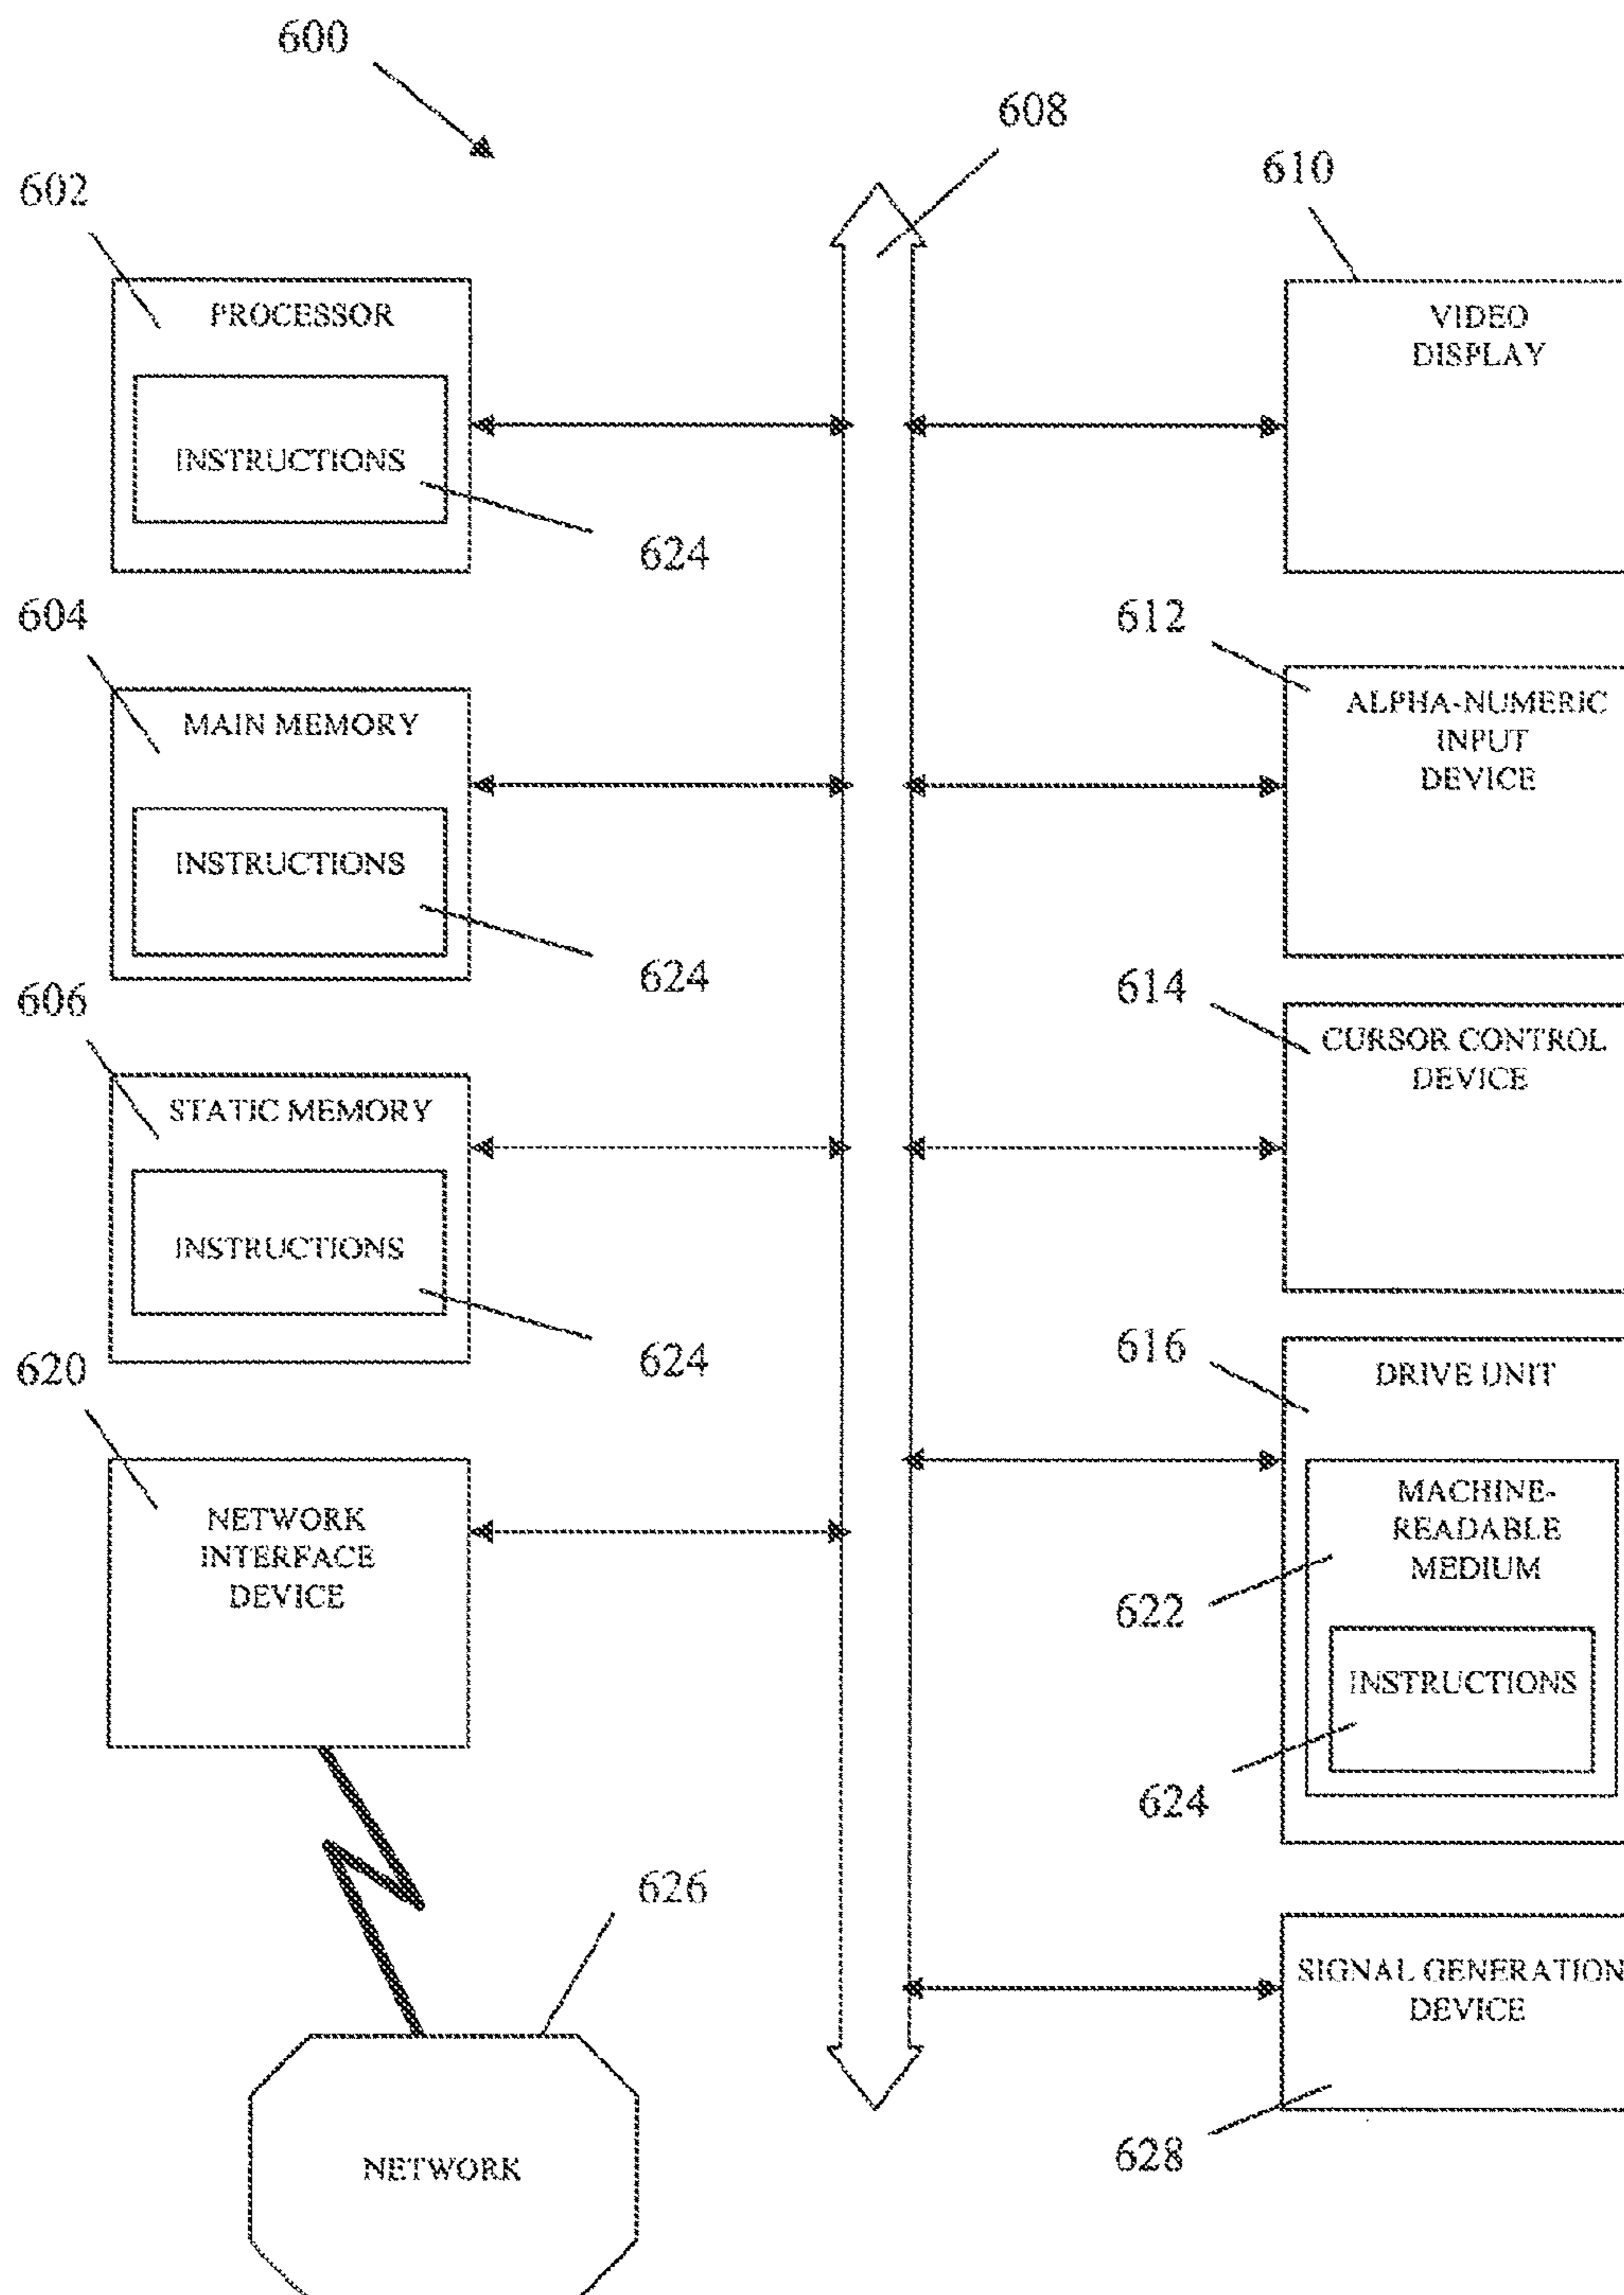 600
608
602
610
PROCESSOR
INSTRUCTIONS
624
VIDEO
DISPLAY
604
MAIN MEMORY
INSTRUCTIONS
624
612
ALPHA-NUMERIC
INPUT
DEVICE
606
STATIC MEMORY
INSTRUCTIONS
624
614
CURSOR CONTROL
DEVICE
620
NETWORK
INTERFACE
DEVICE
616
DRIVE UNIT
MACHINE-
READABLE
MEDIUM
622
INSTRUCTIONS
624
626
NETWORK
SIGNAL GENERATION
DEVICE
628